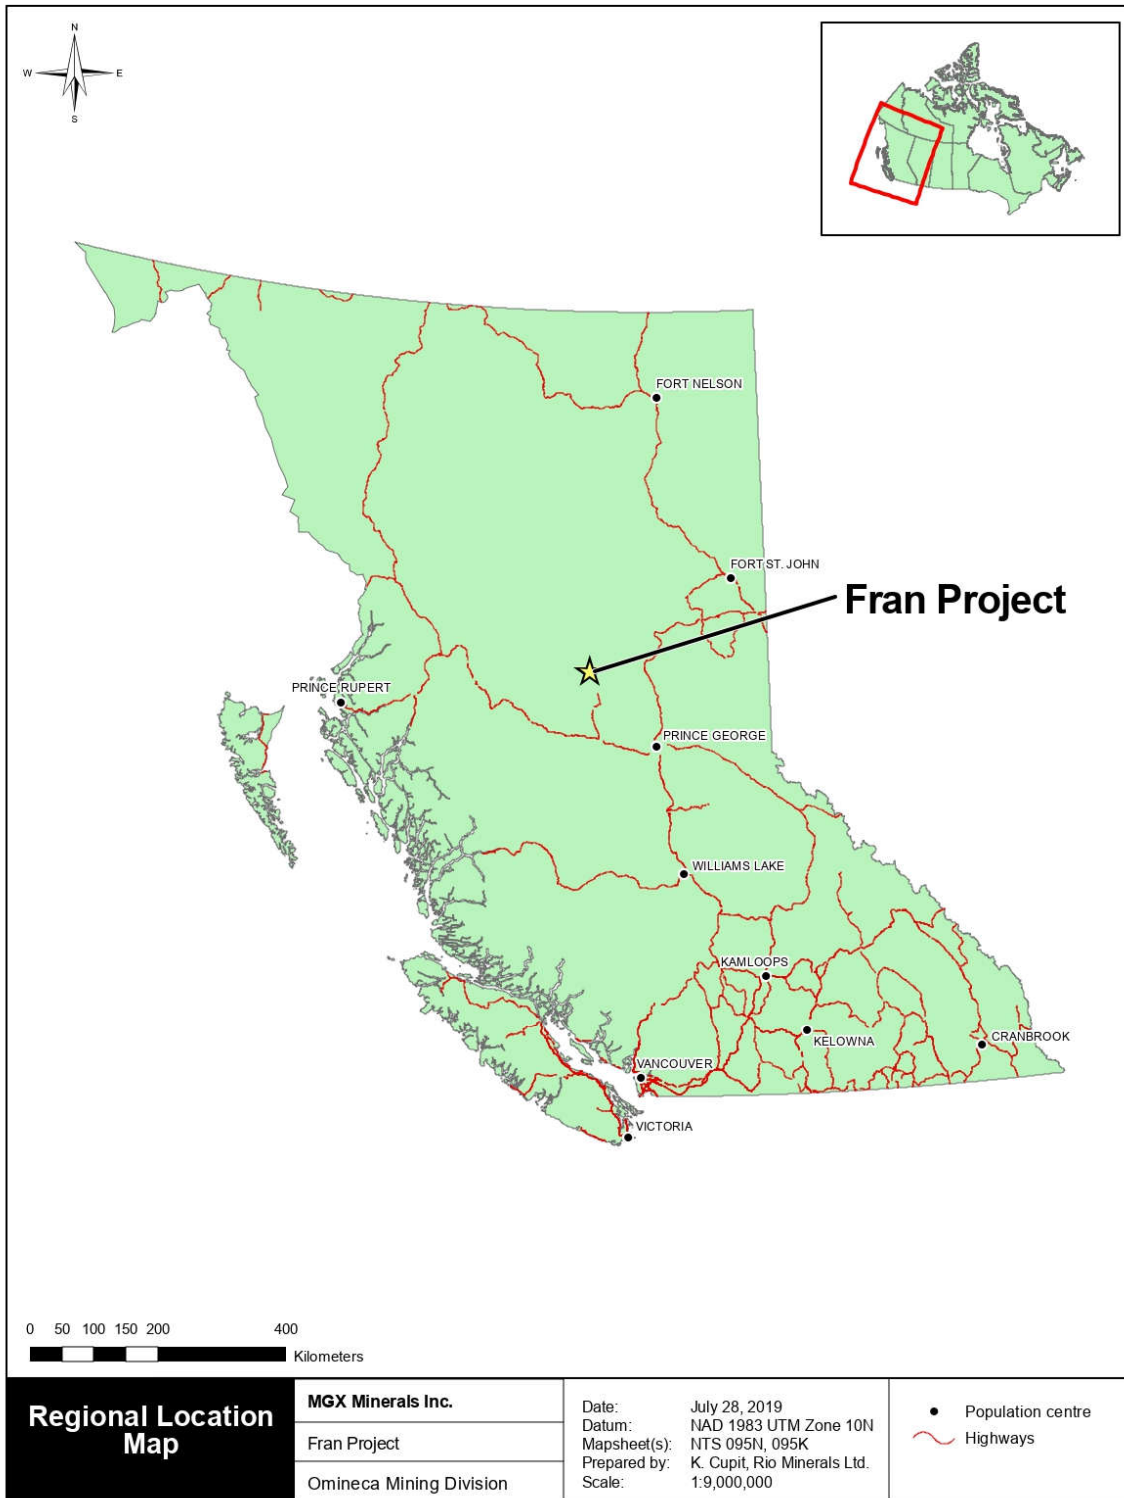 N
W E
S
FORT NELSON
FORT ST. JOHN
Fran Project
PRINCE RUPERT
PRINCE GEORGE
WILLIAMS LAKE
KAMLOOPS
KELOWNA
CRANBROOK
VANCOUVER
VICTORIA
0 50 100 150 200 400
Kilometers
Regional Location
Map
MGX Minerals Inc.
Fran Project
Omineca Mining Division
Date: July 28, 2019
Datum: NAD 1983 UTM Zone 10N
Mapsheet(s): NTS 095N, 095K
Prepared by: K. Cupit, Rio Minerals Ltd.
Scale: 1:9,000,000
Population centre
Highways